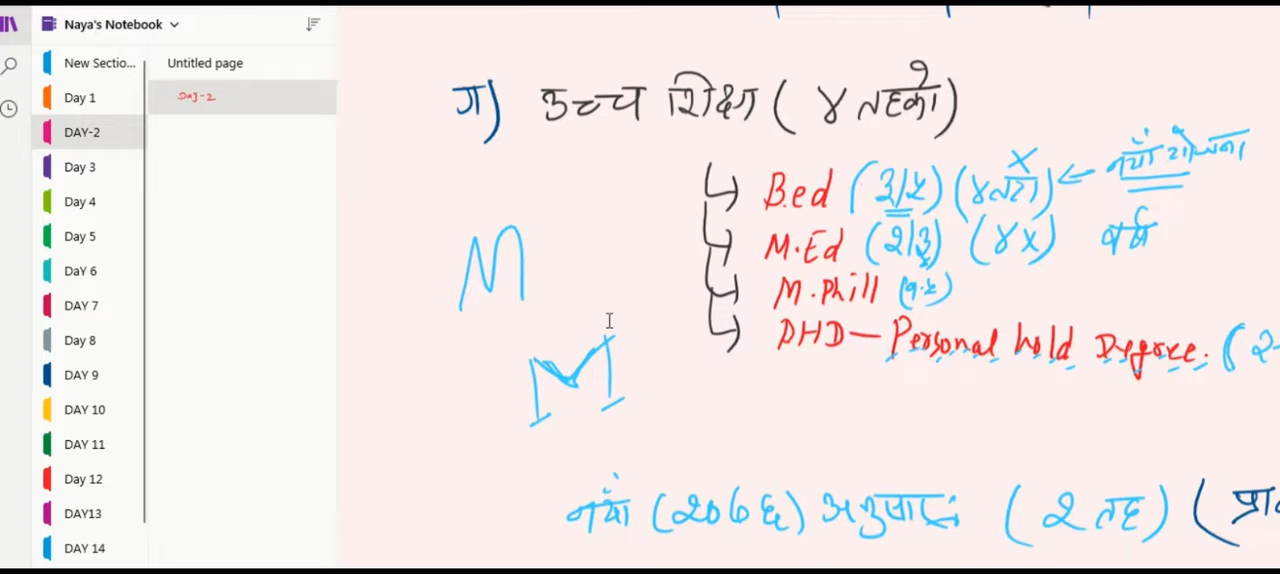 Naya's Notebook
New Sectio...
Day 1
DAY-2
Day 3
Day 4
Day 5
DaY 6
DAY 7
Day 8
DAY 9
DAY 10
DAY 11
Day 12
DAY13
DAY 14
Untitled page
Day-2
ग) उच्च शिक्षा (४ तहको)
B.ed (३/४) (४ x) ← नयाँ
M.Ed (२/३) (४x) वर्ष
M.Phill (१.५)
PHD — Personal hold Degree. (2-
M
M
नयाँ (२०७६) अनुसार (२ तह) (प्रा